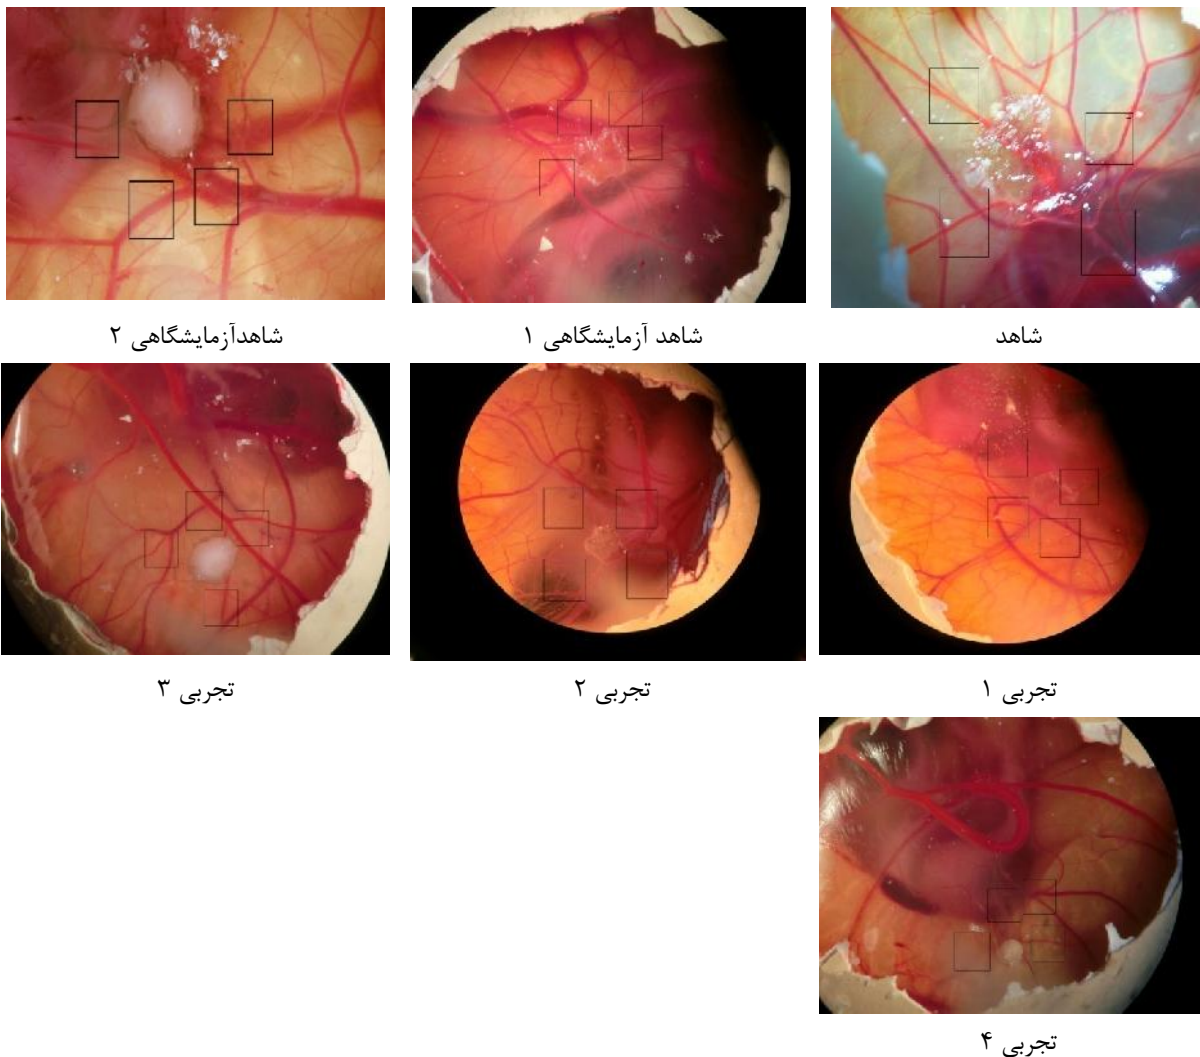 شاهد
شاهد آزمایشگاهی ۱
شاهدآزمایشگاهی ۲
تجربی ۱
تجربی ۲
تجربی ۳
تجربی ۴